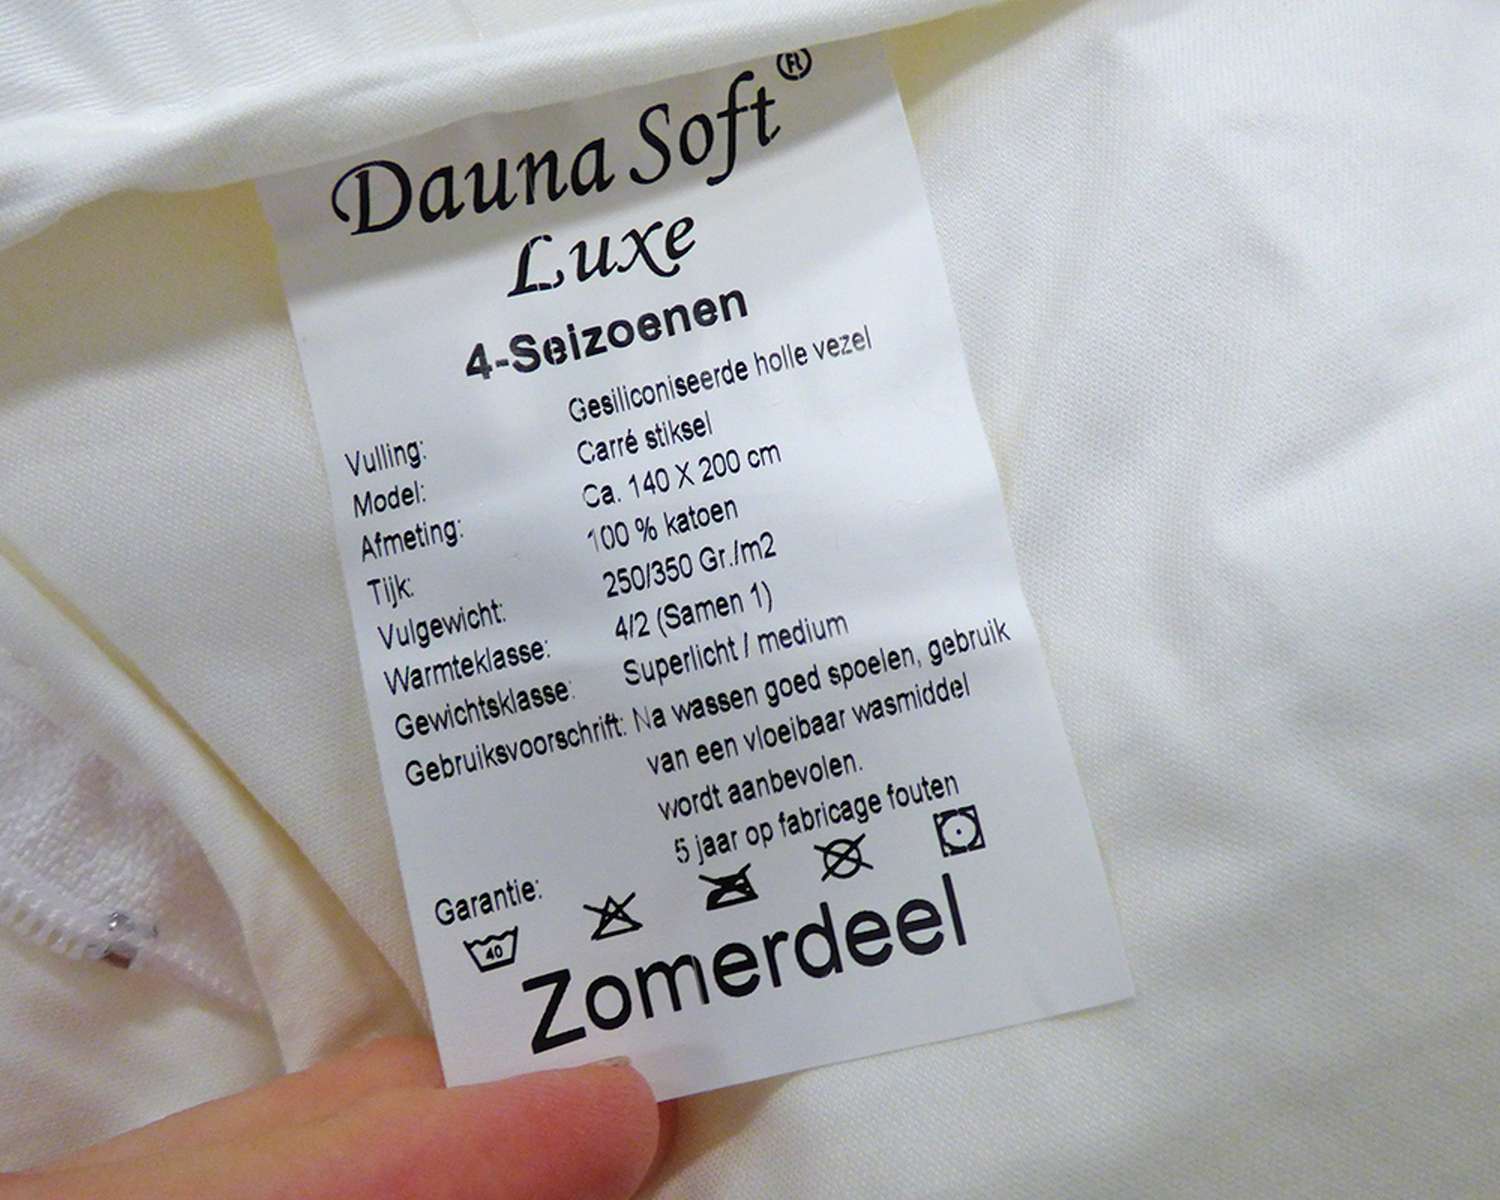 Dauna Soft®
Luxe
4-Seizoenen
Vulling: Gesiliconiseerde holle vezel
Model: Carré stiksel
Afmeting: Ca. 140 X 200 cm
Tijk: 100 % katoen
Vulgewicht: 250/350 Gr./m2
Warmteklasse: 4/2 (Samen 1)
Gewichtsklasse: Superlicht / medium
Gebruiksvoorschrift: Na wassen goed spoelen, gebruik
van een vloeibaar wasmiddel
wordt aanbevolen.
Garantie: 5 jaar op fabricage fouten
40
Zomerdeel